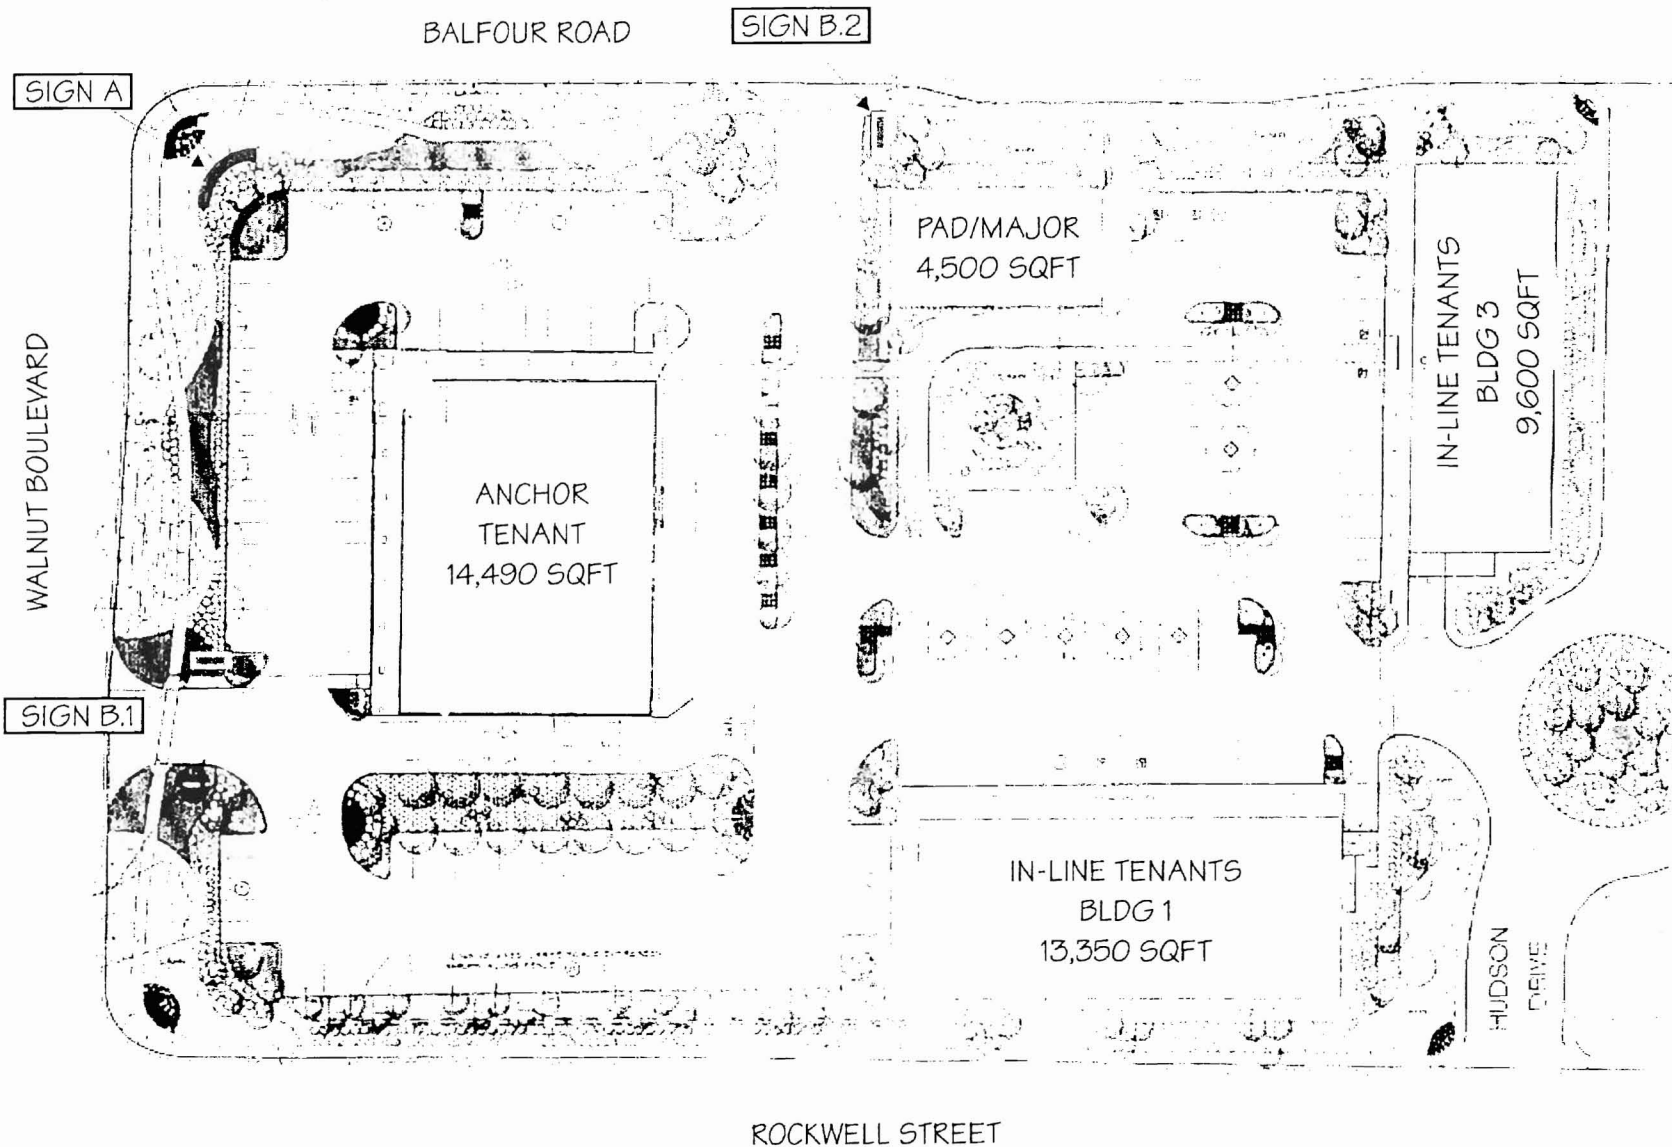 BALFOUR ROAD
SIGN B.2
SIGN A
PAD/MAJOR
4,500 SQFT
IN-LINE TENANTS
BLDG 3
9,600 SQFT
WALNUT BOULEVARD
ANCHOR
TENANT
14,490 SQFT
SIGN B.1
IN-LINE TENANTS
BLDG 1
13,350 SQFT
HUDSON
DRIVE
ROCKWELL STREET